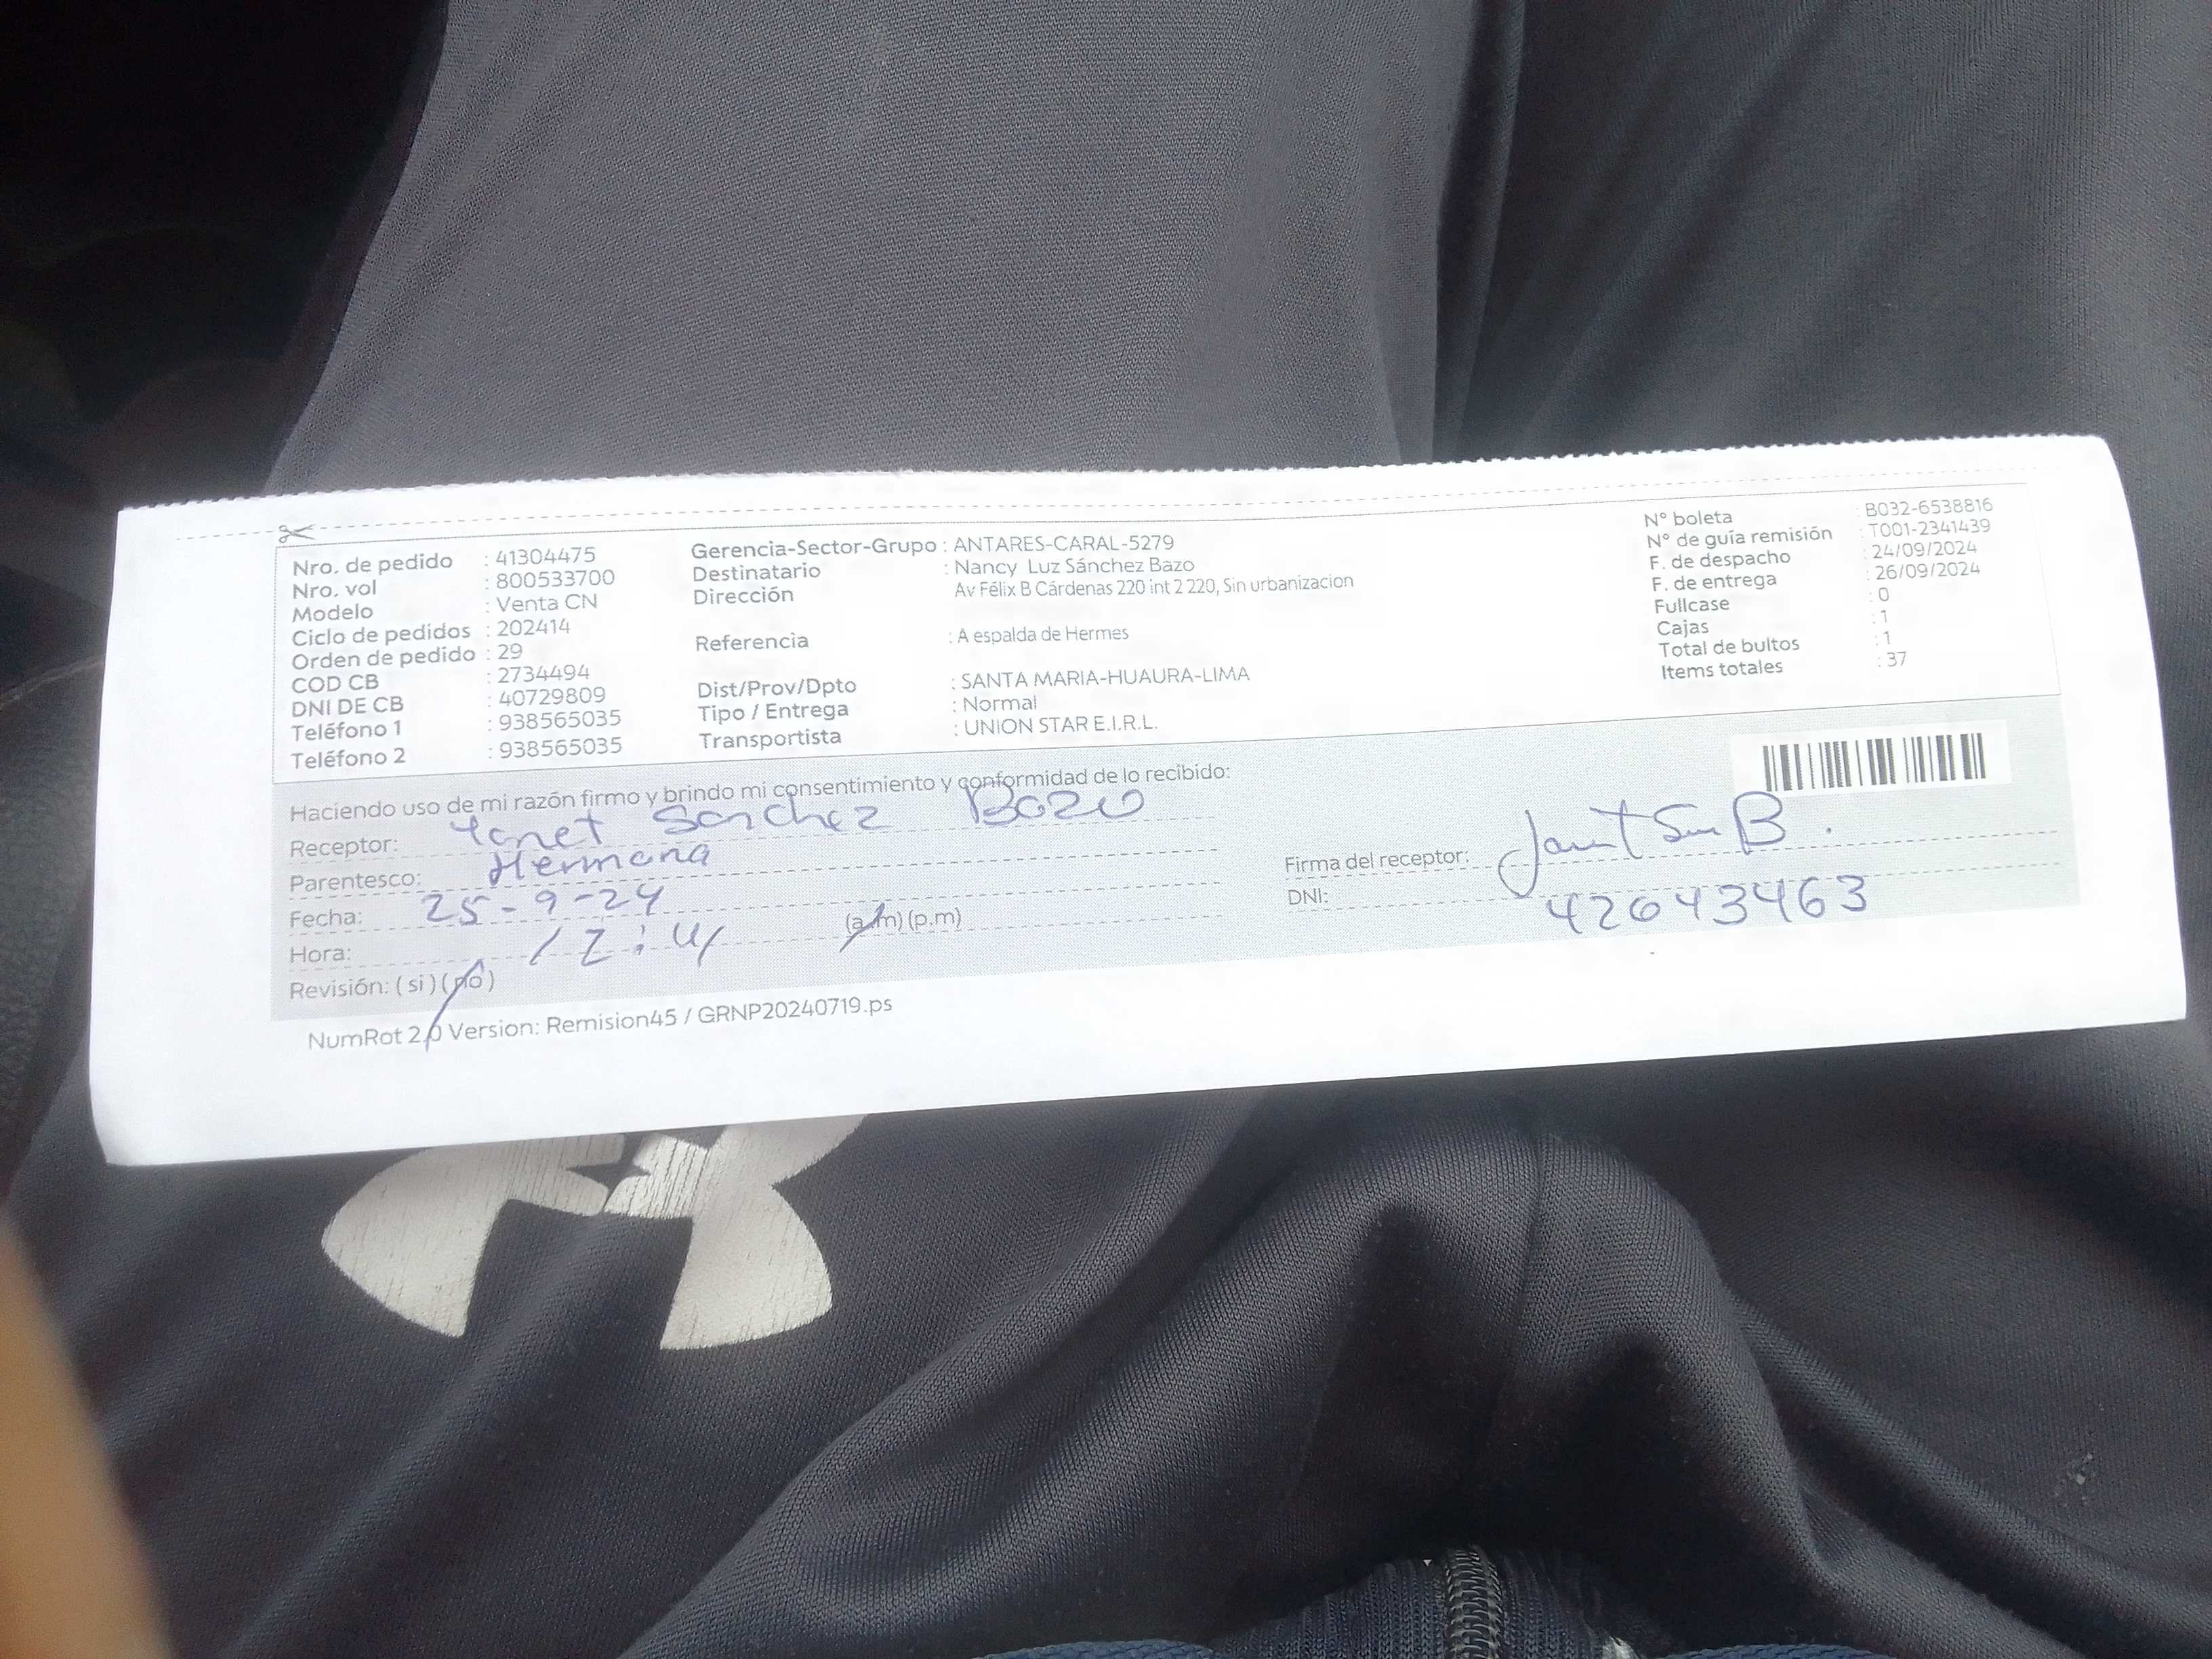 Nro. de pedido : 41304475
Nro. vol : 800533700
Modelo : Venta CN
Ciclo de pedidos : 202414
Orden de pedido : 29
COD CB : 2734494
DNI DE CB : 40729809
Teléfono 1 : 938565035
Teléfono 2 : 938565035
Gerencia-Sector-Grupo : ANTARES-CARAL-5279
Destinatario : Nancy Luz Sánchez Bazo
Dirección Av Félix B Cárdenas 220 int 2 220, Sin urbanizacion
Referencia : A espalda de Hermes
Dist/Prov/Dpto : SANTA MARIA-HUAURA-LIMA
Tipo / Entrega : Normal
Transportista : UNION STAR E.I.R.L.
N° boleta : B032-6538816
N° de guía remisión : T001-2341439
F. de despacho : 24/09/2024
F. de entrega : 26/09/2024
Fullcase : 0
Cajas : 1
Total de bultos : 1
Items totales : 37
Haciendo uso de mi razón firmo y brindo mi consentimiento y conformidad de lo recibido:
Receptor: Yanet Sanchez Bazo
Parentesco: Hermana
Fecha: 25-9-24
Hora: (a.m) (p.m)
Revisión: (si) (no)
Firma del receptor:
DNI: 42643463
NumRot 2.0 Version: Remision45 / GRNP20240719.ps